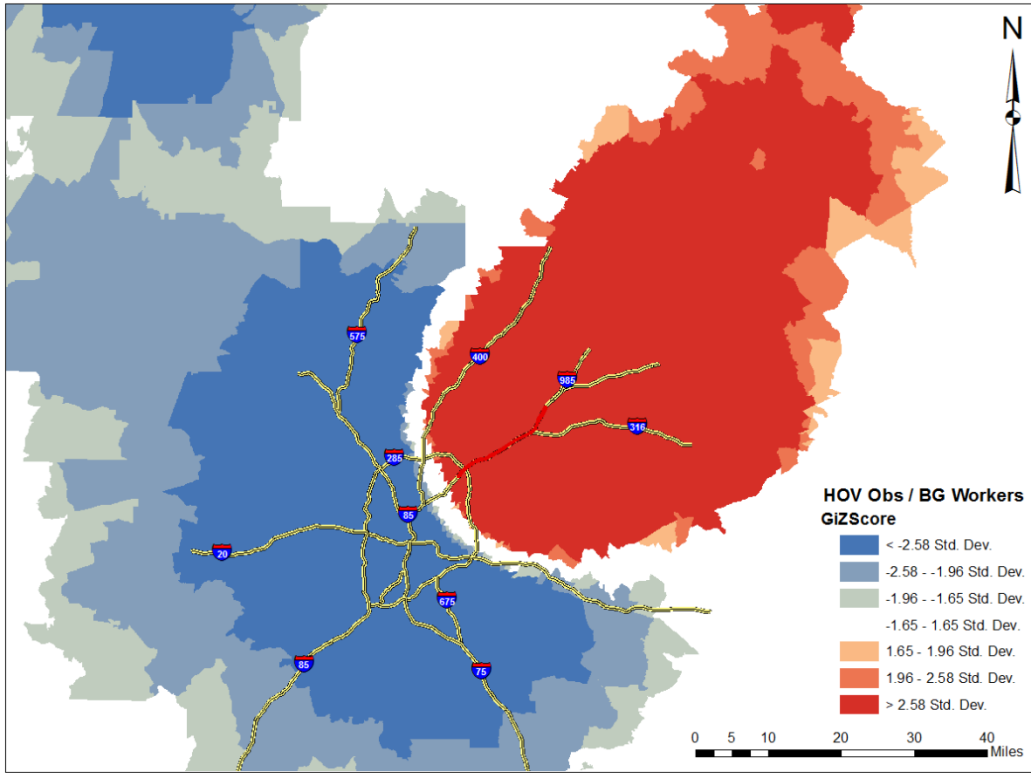 N
575
400
985
316
285
85
20
675
85
75
HOV Obs / BG Workers
GiZScore
< -2.58 Std. Dev.
-2.58 - -1.96 Std. Dev.
-1.96 - -1.65 Std. Dev.
-1.65 - 1.65 Std. Dev.
1.65 - 1.96 Std. Dev.
1.96 - 2.58 Std. Dev.
> 2.58 Std. Dev.
0 5 10 20 30 40
Miles